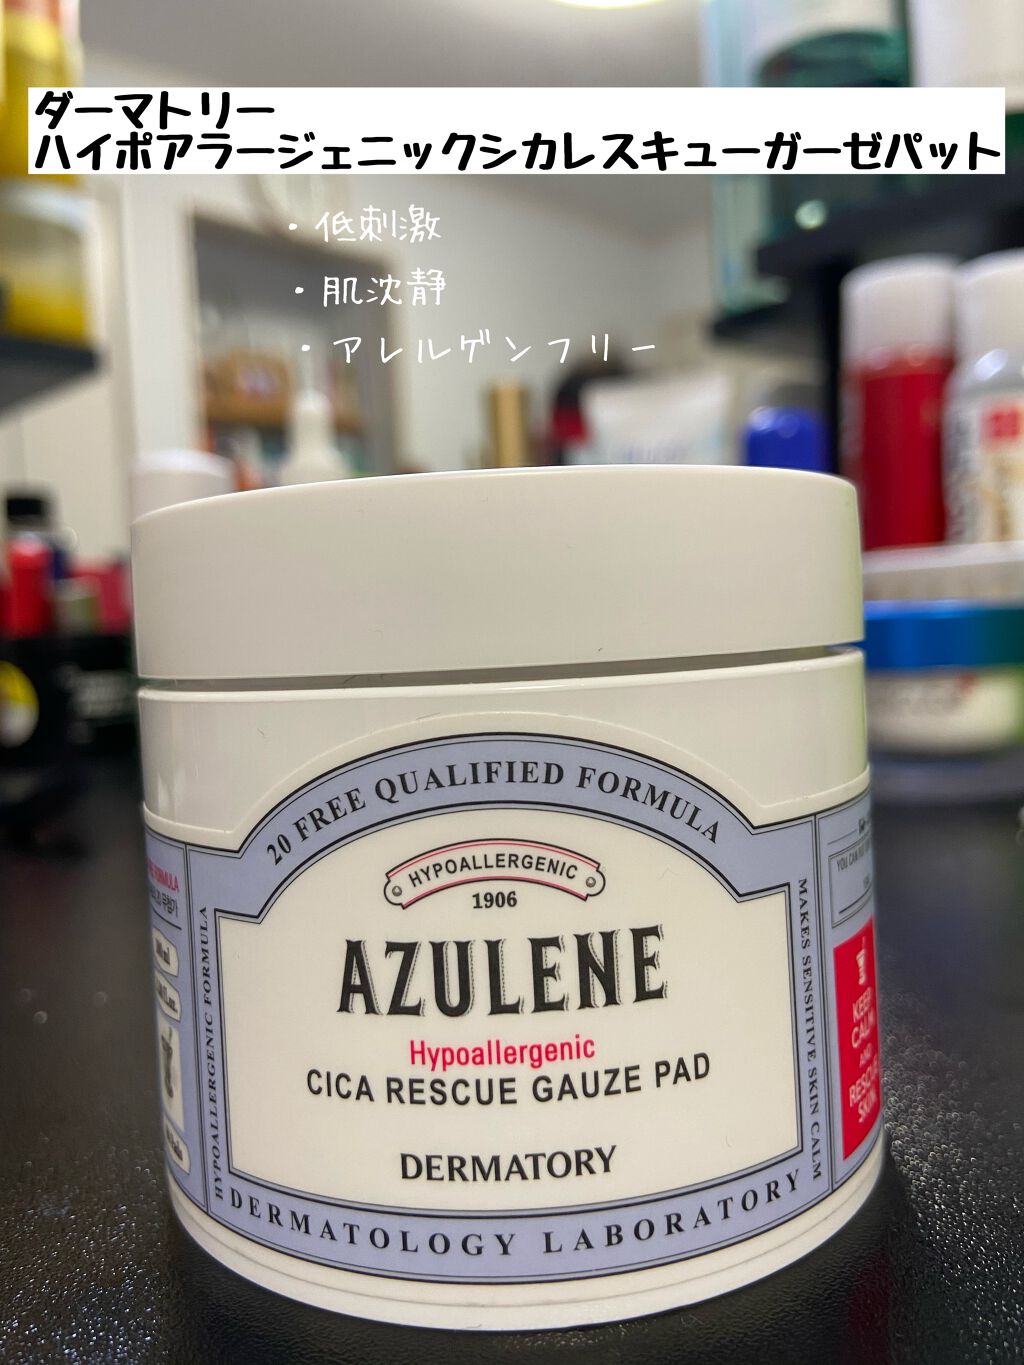 ダーマトリー
ハイポアラージェニックシカレスキューガーゼパット
・低刺激
・肌沈静
・アレルゲンフリー
20 FREE QUALIFIED FORMULA
HYPOALLERGENIC
1906
AZULENE
Hypoallergenic
CICA RESCUE GAUZE PAD
DERMATORY
DERMATOLOGY LABORATORY
HYPOALLERGENIC FORMULA
MAKES SENSITIVE SKIN CALM
FORMULA
YOU CAN
KEEP
CALM
AND
RESCUE
SKIN